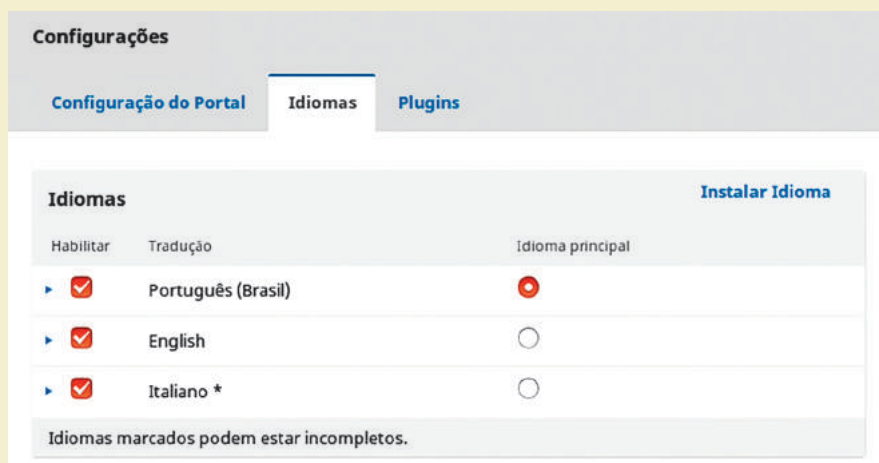 Configurações
Configuração do Portal Idiomas Plugins
Idiomas Instalar Idioma
Habilitar Tradução Idioma principal
Português (Brasil)
English
Italiano *
Idiomas marcados podem estar incompletos.